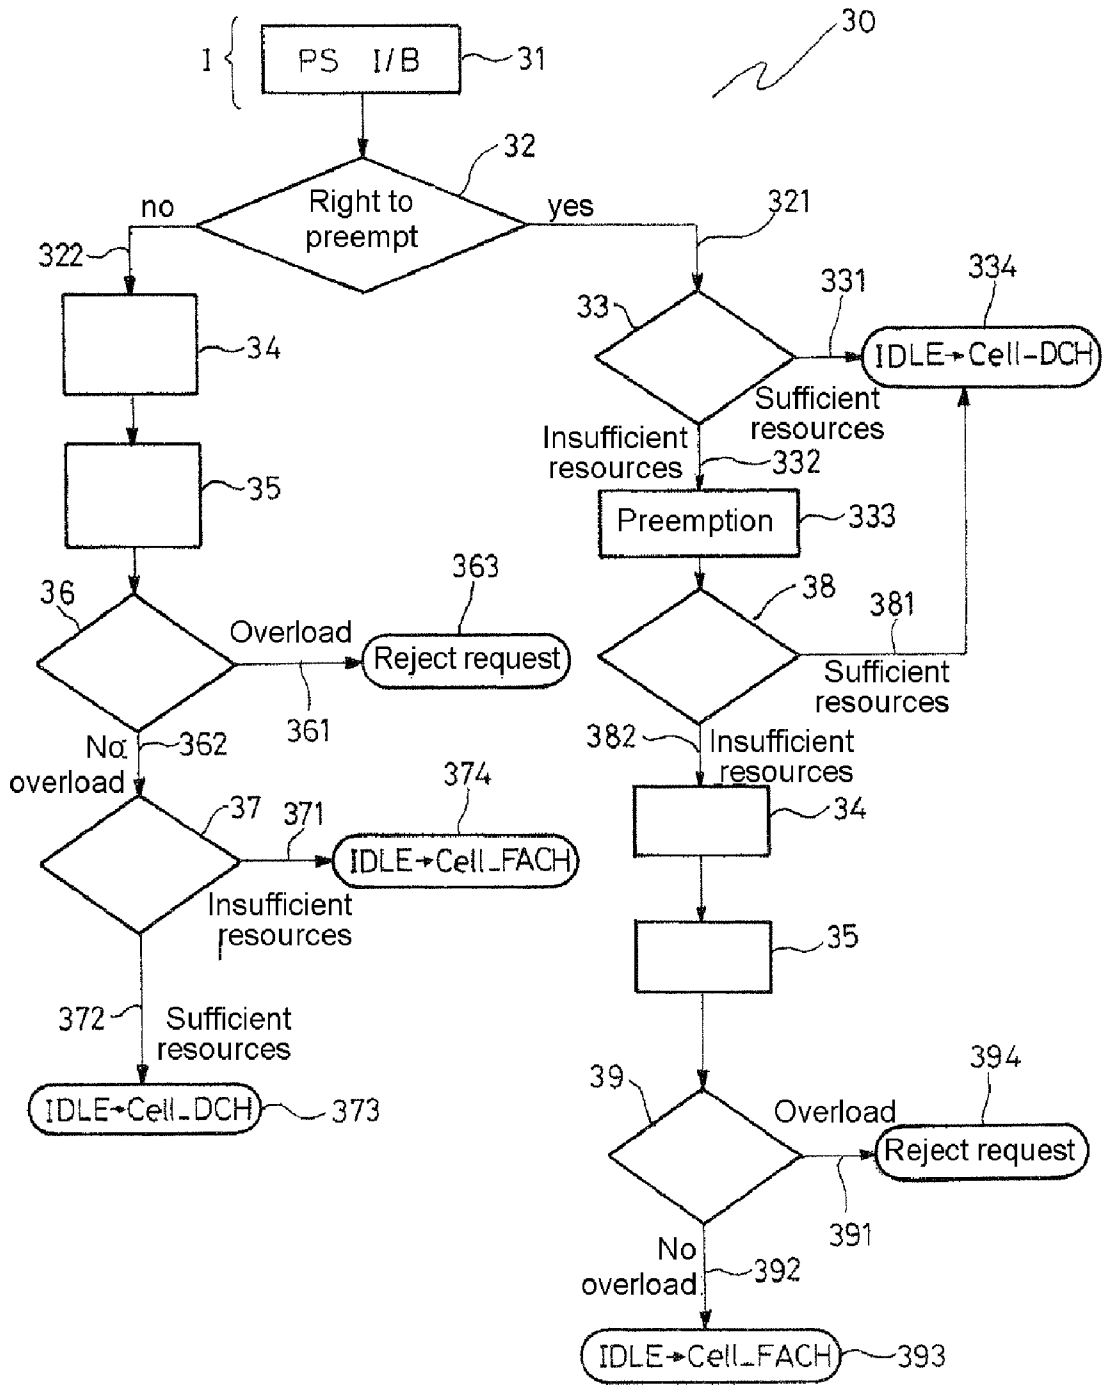 30
I { PS I/B 31
32
Right to
preempt
no
yes
322
321
33
331
334
IDLE→Cell-DCH
34
Sufficient
resources
Insufficient
resources
332
35
Preemption
333
36
363
38
381
Overload
Reject request
361
Sufficient
resources
No
overload
362
382
Insufficient
resources
37
371
374
IDLE→Cell_FACH
34
Insufficient
resources
35
372
Sufficient
resources
IDLE→Cell_DCH
373
39
394
Overload
Reject request
391
No
overload
392
IDLE→Cell_FACH
393